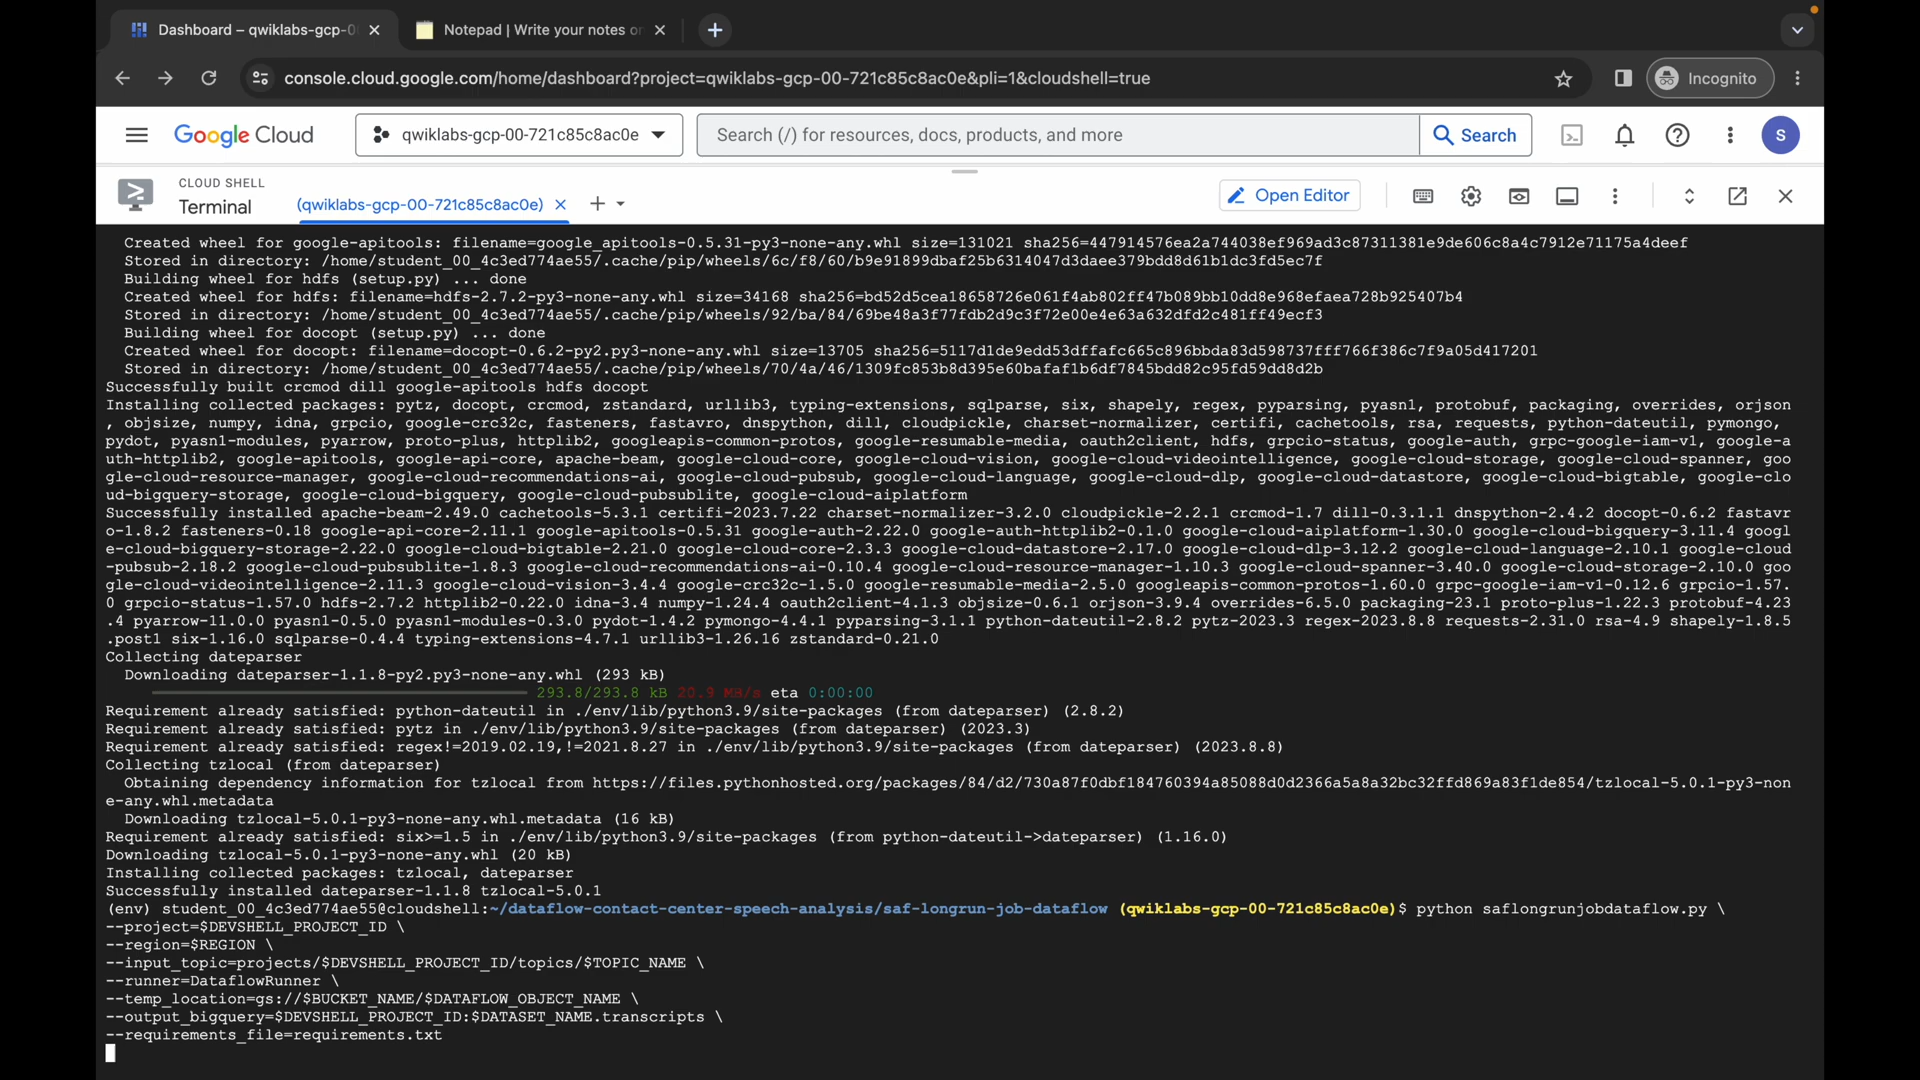 Dashboard – qwiklabs-gcp-0
Notepad | Write your notes or
console.cloud.google.com/home/dashboard?project=qwiklabs-gcp-00-721c85c8ac0e&pli=1&cloudshell=true
Incognito
Google Cloud
qwiklabs-gcp-00-721c85c8ac0e
Search (/) for resources, docs, products, and more
Search
S
CLOUD SHELL
Terminal
(qwiklabs-gcp-00-721c85c8ac0e)
Open Editor
Created wheel for google-apitools: filename=google_apitools-0.5.31-py3-none-any.whl size=131021 sha256=447914576ea2a744038ef969ad3c87311381e9de606c8a4c7912e71175a4deef
Stored in directory: /home/student_00_4c3ed774ae55/.cache/pip/wheels/6c/f8/60/b9e91899dbaf25b6314047d3daee379bdd8d61b1dc3fd5ec7f
Building wheel for hdfs (setup.py) ... done
Created wheel for hdfs: filename=hdfs-2.7.2-py3-none-any.whl size=34168 sha256=bd52d5cea18658726e061f4ab802ff47b089bb10dd8e968efaea728b925407b4
Stored in directory: /home/student_00_4c3ed774ae55/.cache/pip/wheels/92/ba/84/69be48a3f77fdb2d9c3f72e00e4e63a632dfd2c481ff49ecf3
Building wheel for docopt (setup.py) ... done
Created wheel for docopt: filename=docopt-0.6.2-py2.py3-none-any.whl size=13705 sha256=5117d1de9edd53dffafc665c896bbda83d598737fff766f386c7f9a05d417201
Stored in directory: /home/student_00_4c3ed774ae55/.cache/pip/wheels/70/4a/46/1309fc853b8d395e60bafaf1b6df7845bdd82c95fd59dd8d2b
Successfully built crcmod dill google-apitools hdfs docopt
Installing collected packages: pytz, docopt, crcmod, zstandard, urllib3, typing-extensions, sqlparse, six, shapely, regex, pyparsing, pyasn1, protobuf, packaging, overrides, orjson
, objsize, numpy, idna, grpcio, google-crc32c, fasteners, fastavro, dnspython, dill, cloudpickle, charset-normalizer, certifi, cachetools, rsa, requests, python-dateutil, pymongo,
pydot, pyasn1-modules, pyarrow, proto-plus, httplib2, googleapis-common-protos, google-resumable-media, oauth2client, hdfs, grpcio-status, google-auth, grpc-google-iam-v1, google-a
uth-httplib2, google-apitools, google-api-core, apache-beam, google-cloud-core, google-cloud-vision, google-cloud-videointelligence, google-cloud-storage, google-cloud-spanner, goo
gle-cloud-resource-manager, google-cloud-recommendations-ai, google-cloud-pubsub, google-cloud-language, google-cloud-dlp, google-cloud-datastore, google-cloud-bigtable, google-clo
ud-bigquery-storage, google-cloud-bigquery, google-cloud-pubsublite, google-cloud-aiplatform
Successfully installed apache-beam-2.49.0 cachetools-5.3.1 certifi-2023.7.22 charset-normalizer-3.2.0 cloudpickle-2.2.1 crcmod-1.7 dill-0.3.1.1 dnspython-2.4.2 docopt-0.6.2 fastavr
o-1.8.2 fasteners-0.18 google-api-core-2.11.1 google-apitools-0.5.31 google-auth-2.22.0 google-auth-httplib2-0.1.0 google-cloud-aiplatform-1.30.0 google-cloud-bigquery-3.11.4 googl
e-cloud-bigquery-storage-2.22.0 google-cloud-bigtable-2.21.0 google-cloud-core-2.3.3 google-cloud-datastore-2.17.0 google-cloud-dlp-3.12.2 google-cloud-language-2.10.1 google-cloud
-pubsub-2.18.2 google-cloud-pubsublite-1.8.3 google-cloud-recommendations-ai-0.10.4 google-cloud-resource-manager-1.10.3 google-cloud-spanner-3.40.0 google-cloud-storage-2.10.0 goo
gle-cloud-videointelligence-2.11.3 google-cloud-vision-3.4.4 google-crc32c-1.5.0 google-resumable-media-2.5.0 googleapis-common-protos-1.60.0 grpc-google-iam-v1-0.12.6 grpcio-1.57.
0 grpcio-status-1.57.0 hdfs-2.7.2 httplib2-0.22.0 idna-3.4 numpy-1.24.4 oauth2client-4.1.3 objsize-0.6.1 orjson-3.9.4 overrides-6.5.0 packaging-23.1 proto-plus-1.22.3 protobuf-4.23
.4 pyarrow-11.0.0 pyasn1-0.5.0 pyasn1-modules-0.3.0 pydot-1.4.2 pymongo-4.4.1 pyparsing-3.1.1 python-dateutil-2.8.2 pytz-2023.3 regex-2023.8.8 requests-2.31.0 rsa-4.9 shapely-1.8.5
.post1 six-1.16.0 sqlparse-0.4.4 typing-extensions-4.7.1 urllib3-1.26.16 zstandard-0.21.0
Collecting dateparser
Downloading dateparser-1.1.8-py2.py3-none-any.whl (293 kB)
293.8/293.8 kB 20.9 MB/s eta 0:00:00
Requirement already satisfied: python-dateutil in ./env/lib/python3.9/site-packages (from dateparser) (2.8.2)
Requirement already satisfied: pytz in ./env/lib/python3.9/site-packages (from dateparser) (2023.3)
Requirement already satisfied: regex!=2019.02.19,!=2021.8.27 in ./env/lib/python3.9/site-packages (from dateparser) (2023.8.8)
Collecting tzlocal (from dateparser)
Obtaining dependency information for tzlocal from https://files.pythonhosted.org/packages/84/d2/730a87f0dbf184760394a85088d0d2366a5a8a32bc32ffd869a83f1de854/tzlocal-5.0.1-py3-non
e-any.whl.metadata
Downloading tzlocal-5.0.1-py3-none-any.whl.metadata (16 kB)
Requirement already satisfied: six>=1.5 in ./env/lib/python3.9/site-packages (from python-dateutil->dateparser) (1.16.0)
Downloading tzlocal-5.0.1-py3-none-any.whl (20 kB)
Installing collected packages: tzlocal, dateparser
Successfully installed dateparser-1.1.8 tzlocal-5.0.1
(env) student_00_4c3ed774ae55@cloudshell:~/dataflow-contact-center-speech-analysis/saf-longrun-job-dataflow (qwiklabs-gcp-00-721c85c8ac0e)$ python saflongrunjobdataflow.py \
--project=$DEVSHELL_PROJECT_ID \
--region=$REGION \
--input_topic=projects/$DEVSHELL_PROJECT_ID/topics/$TOPIC_NAME \
--runner=DataflowRunner \
--temp_location=gs://$BUCKET_NAME/$DATAFLOW_OBJECT_NAME \
--output_bigquery=$DEVSHELL_PROJECT_ID:$DATASET_NAME.transcripts \
--requirements_file=requirements.txt